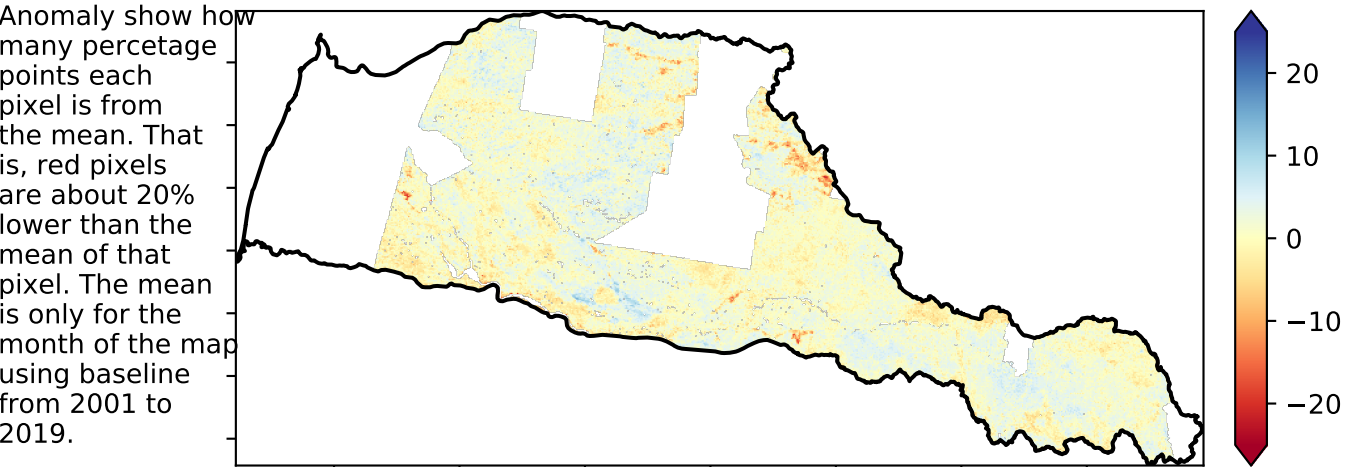 Anomaly show how
many percetage
points each
pixel is from
the mean. That
is, red pixels
are about 20%
lower than the
mean of that
pixel. The mean
is only for the
month of the map
using baseline
from 2001 to
2019.
20
10
0
−10
−20